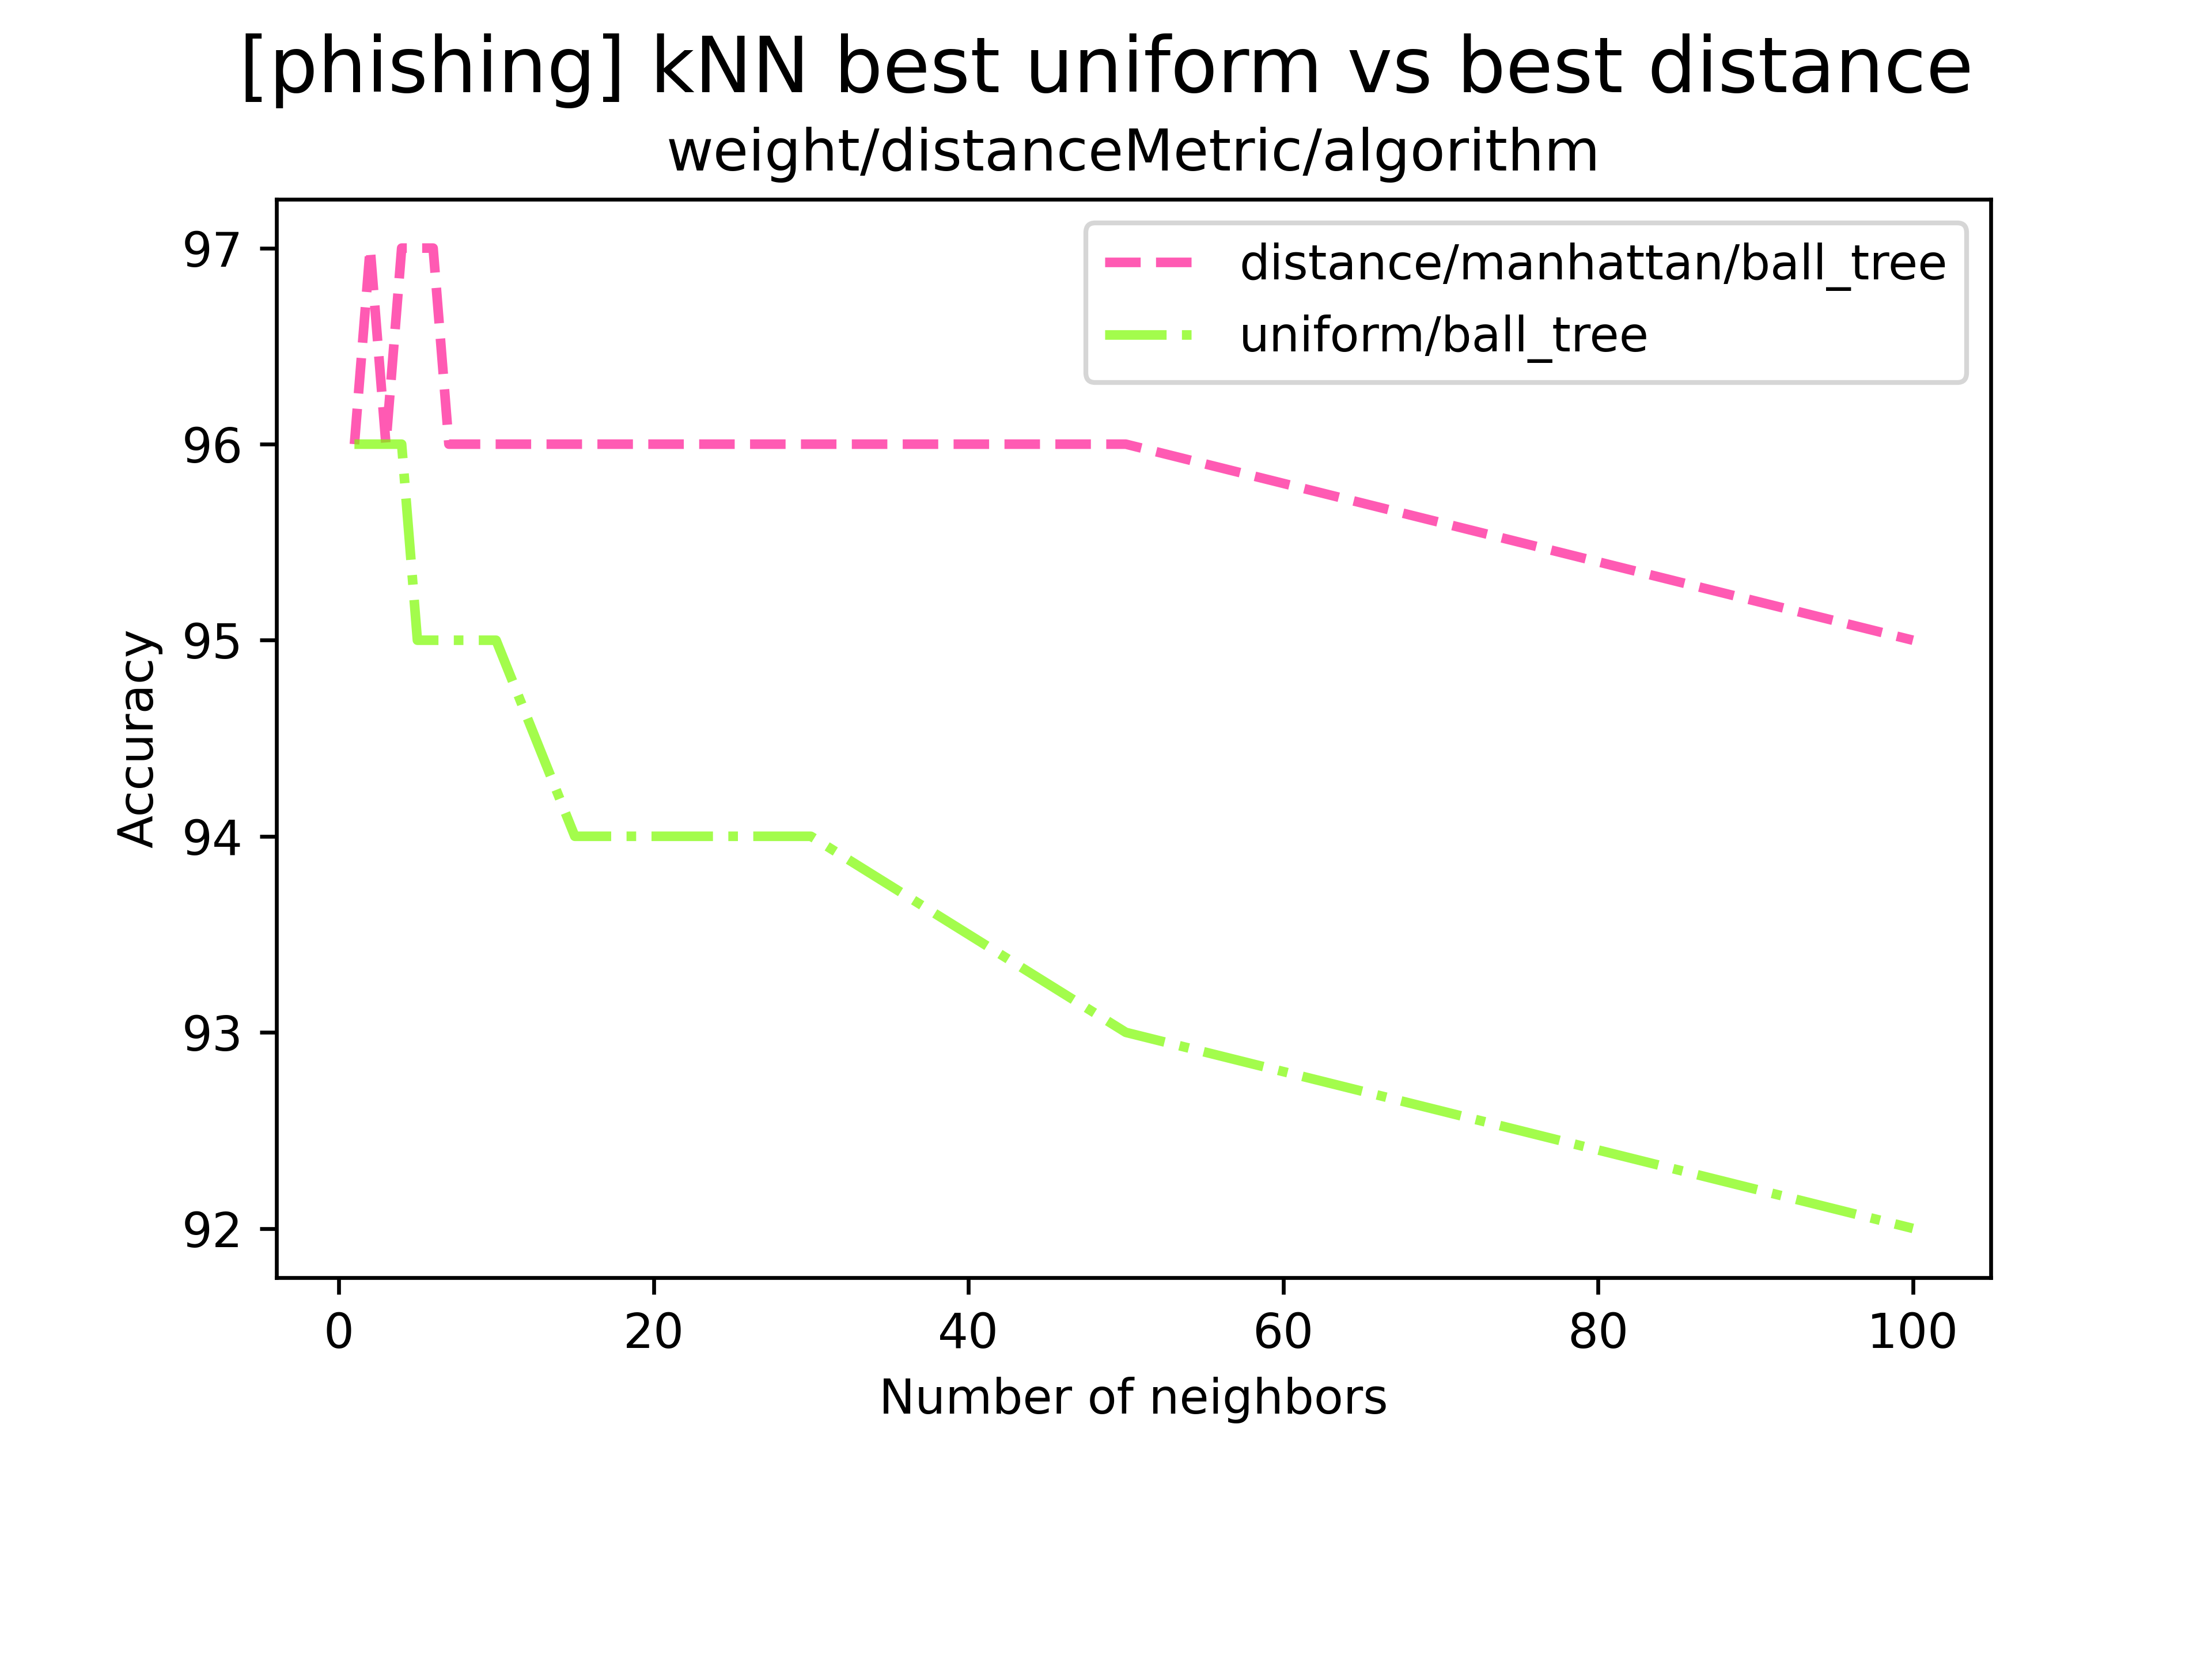 [phishing] kNN best uniform vs best distance
weight/distanceMetric/algorithm
distance/manhattan/ball_tree
uniform/ball_tree
Accuracy
97
96
95
94
93
92
0 20 40 60 80 100
Number of neighbors